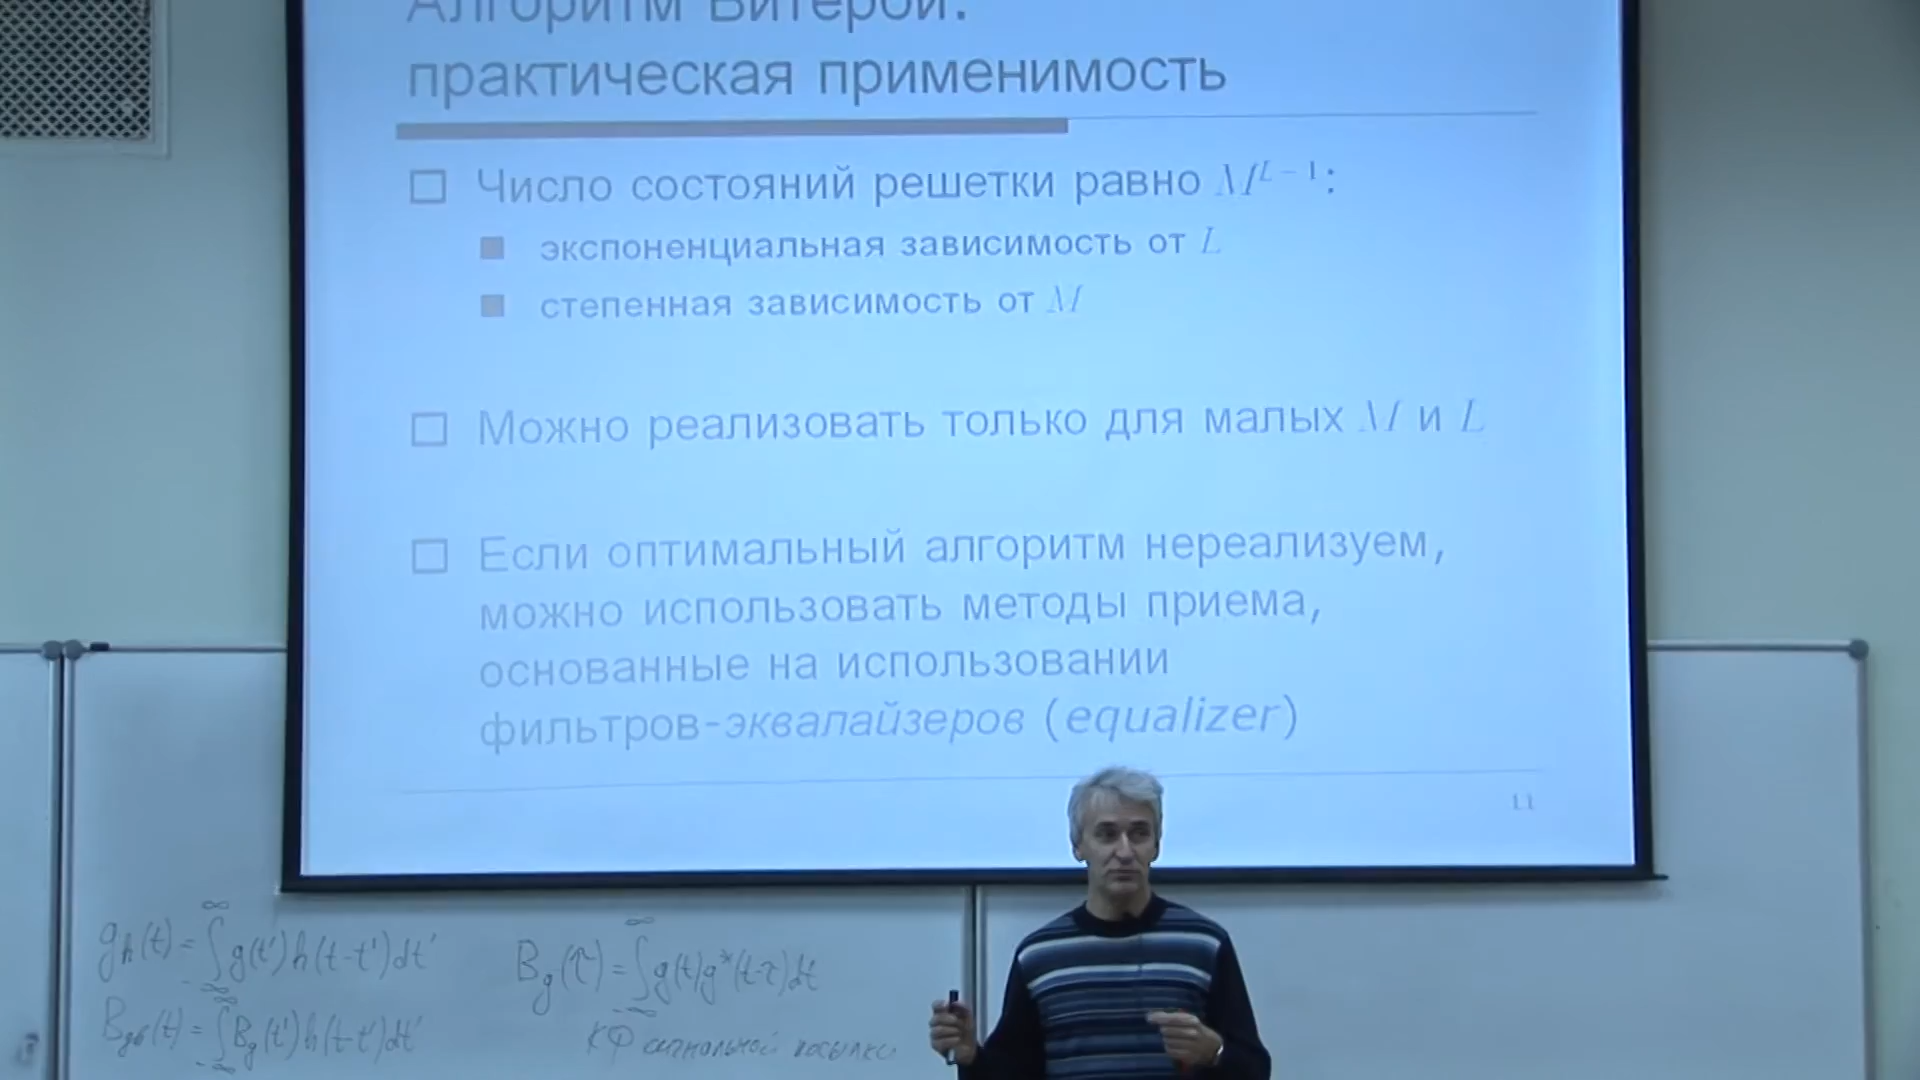 Алгоритм Витерби:
практическая применимость
Число состояний решетки равно M^{L-1}:
экспоненциальная зависимость от L
степенная зависимость от M
Можно реализовать только для малых M и L
Если оптимальный алгоритм нереализуем,
можно использовать методы приема,
основанные на использовании
фильтров-эквалайзеров (equalizer)
11
g_h(t) = ∫_{-∞}^{∞} g(t')h(t-t')dt'
B_g(τ) = ∫_{-∞}^{∞} g(t)g*(t-τ)dt
(t) = ∫_{-∞}^{∞} B_g(t')h(t-t')dt'
КФ сигнальной посылки